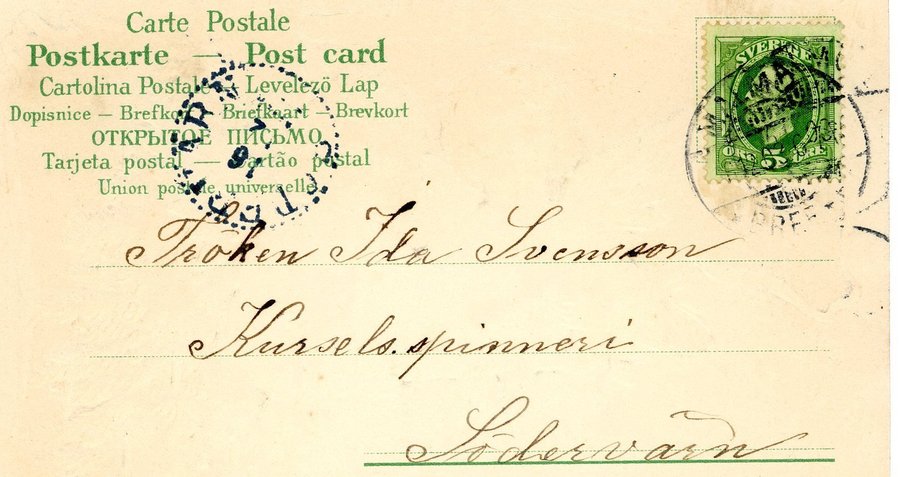 Carte Postale
Postkarte — Post card
Cartolina Postale — Levelező Lap
Dopisnice — Brefkort — Briefkaart — Brevkort
ОТКРЫТОЕ ПИСЬМО
Tarjeta postal — Cartão postal
Union postale universelle
SVERIGE
5
Fröken Ida Svensson
Kursels.spinneri
Södervärn